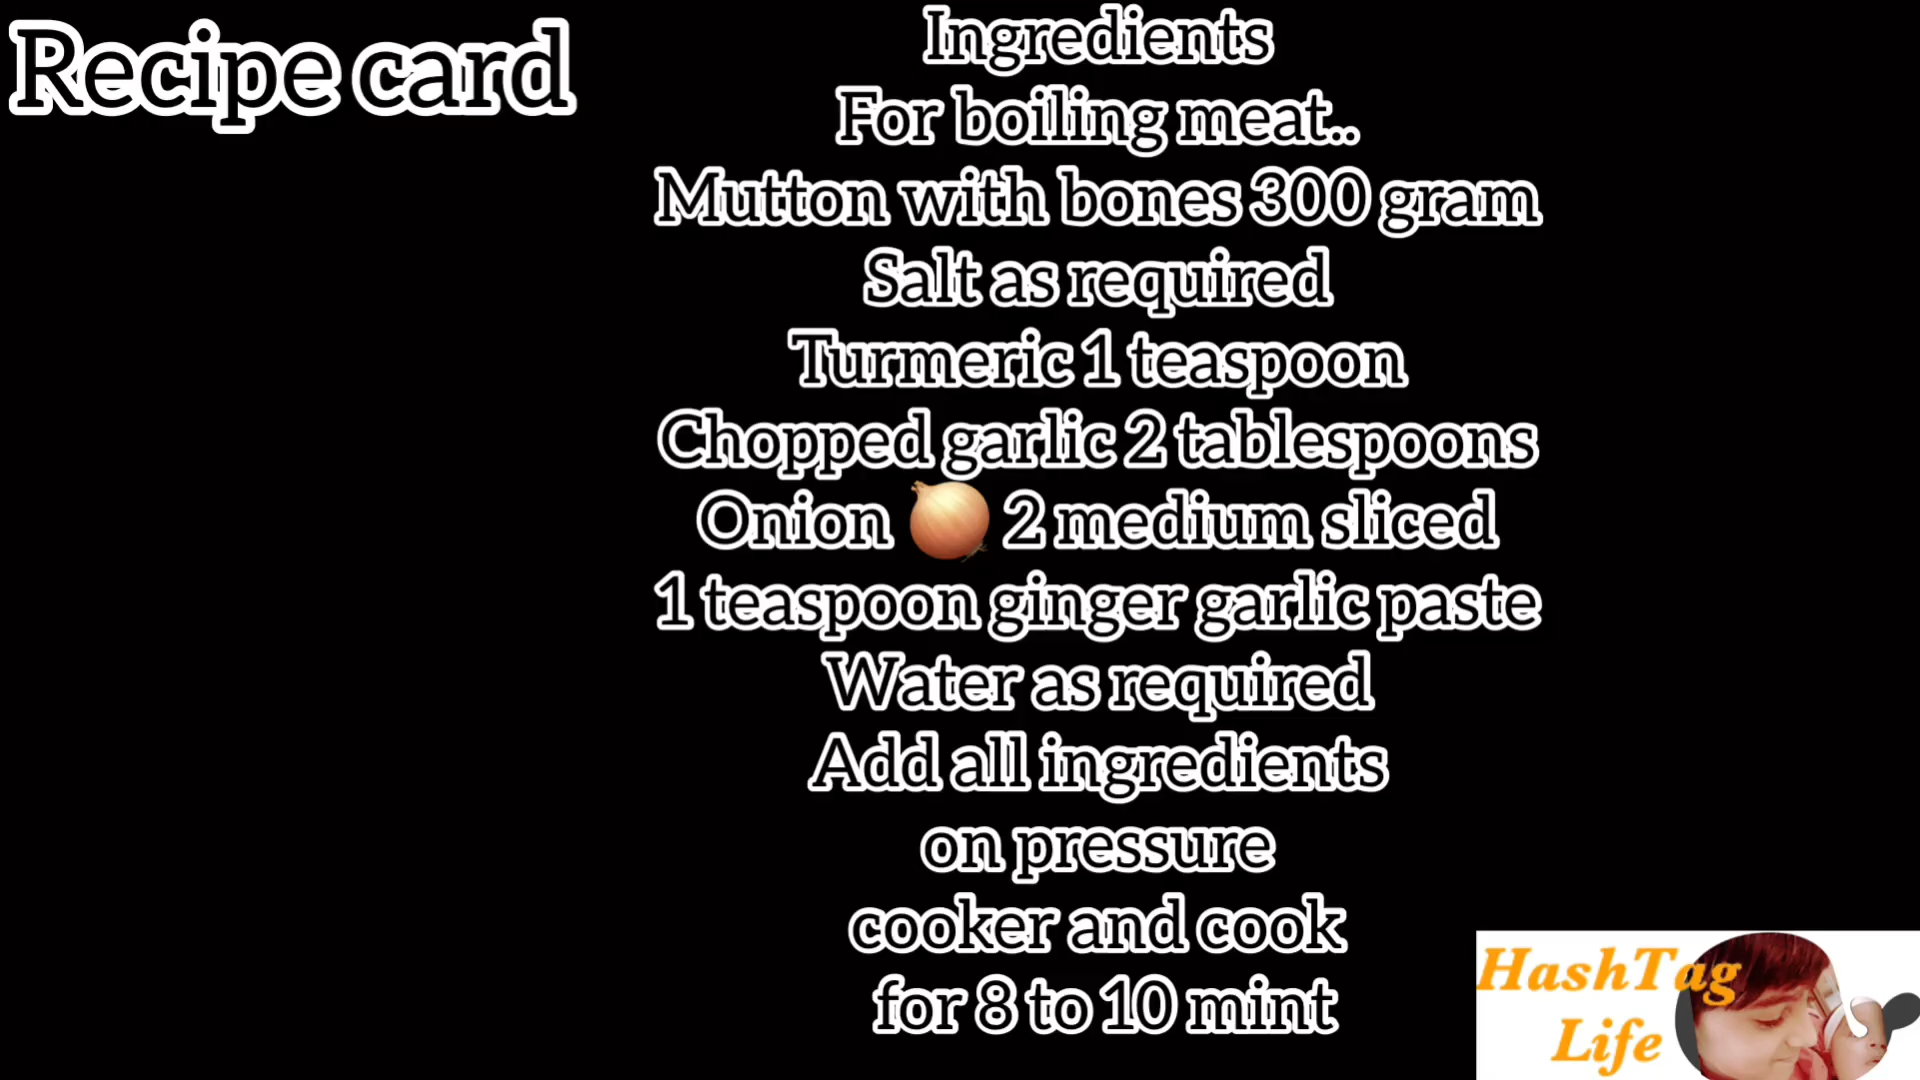 Recipe card
Ingredients
For boiling meat..
Mutton with bones 300 gram
Salt as required
Turmeric 1 teaspoon
Chopped garlic 2 tablespoons
Onion 🧅 2 medium sliced
1 teaspoon ginger garlic paste
Water as required
Add all ingredients
on pressure
cooker and cook
for 8 to 10 mint
HashTag
Life